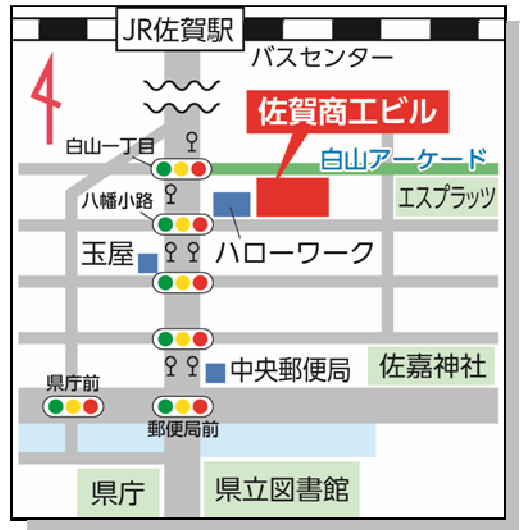 JR佐賀駅
バスセンター
佐賀商工ビル
白山一丁目
白山アーケード
八幡小路
エスプラッツ
玉屋
ハローワーク
中央郵便局
佐嘉神社
県庁前
郵便局前
県庁
県立図書館